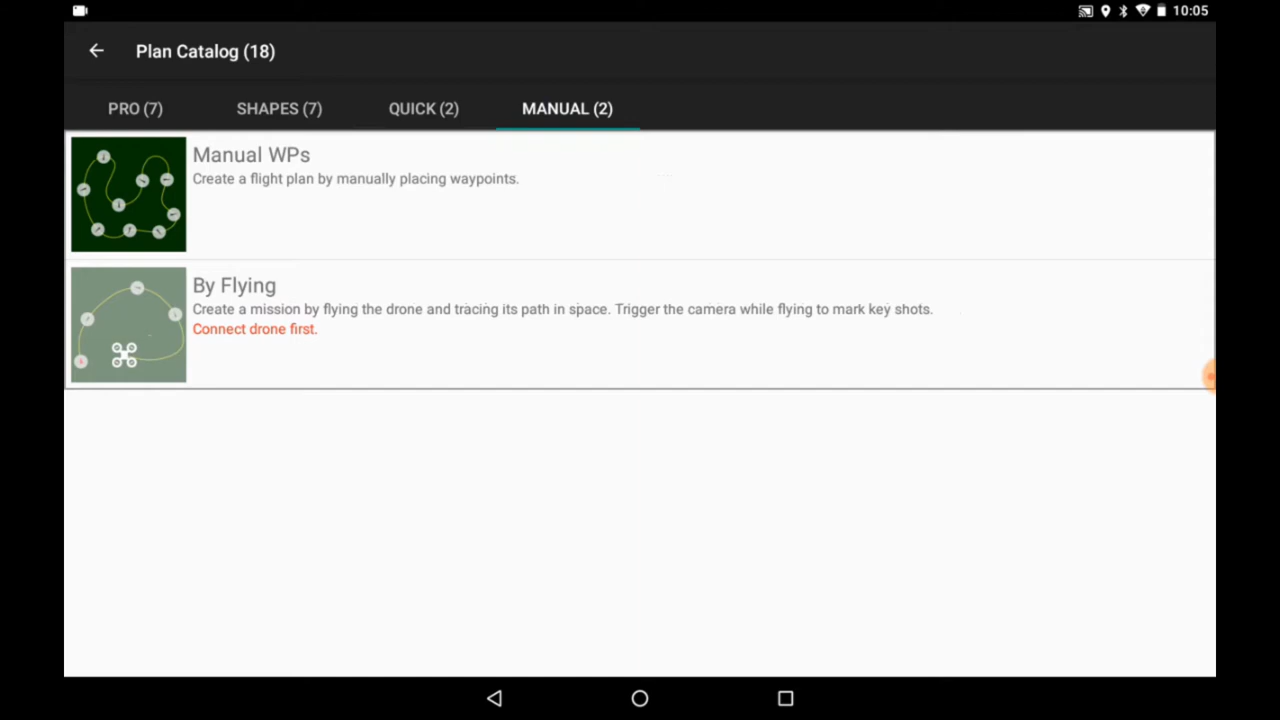 10:05
Plan Catalog (18)
PRO (7) SHAPES (7) QUICK (2) MANUAL (2)
Manual WPs
Create a flight plan by manually placing waypoints.
By Flying
Create a mission by flying the drone and tracing its path in space. Trigger the camera while flying to mark key shots.
Connect drone first.